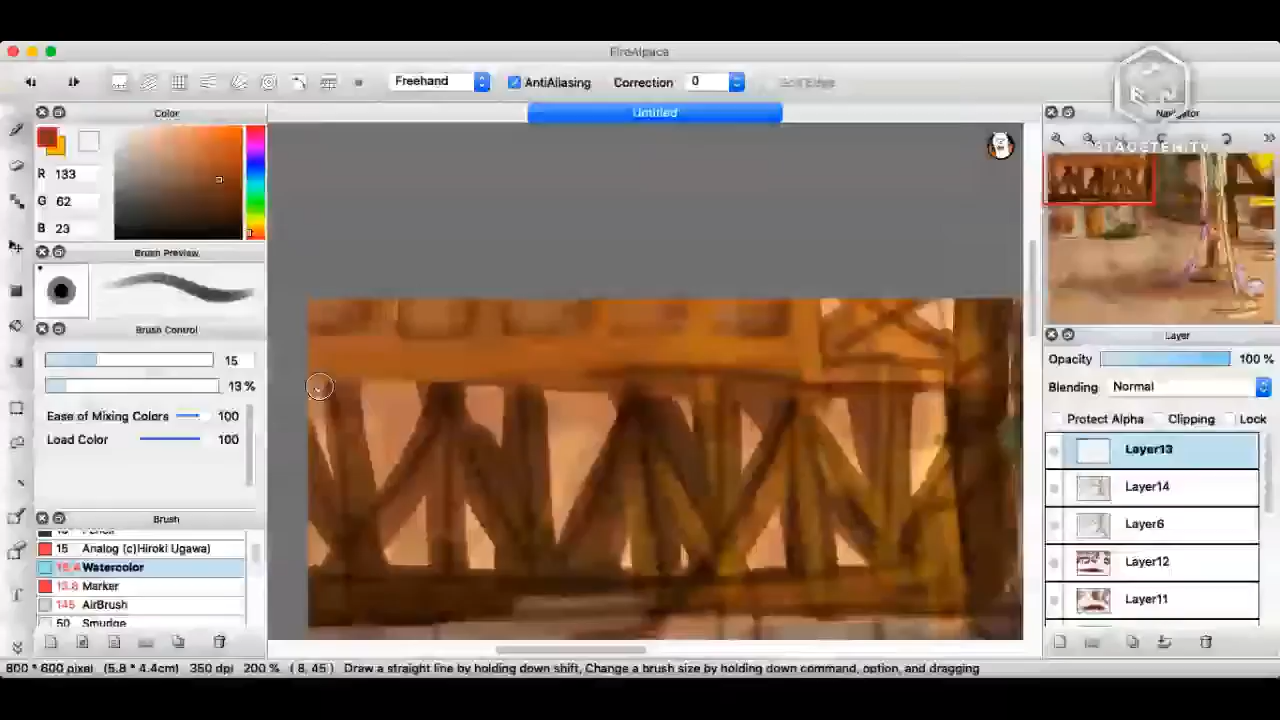 FireAlpaca
Freehand
AntiAliasing
Correction
0
Color
Untitled
Navigator
STAGETENTV
R 133
G 62
B 23
Brush Preview
Brush Control
15
13 %
Ease of Mixing Colors 100
Load Color 100
Brush
15 Analog (c)Hiroki Ugawa)
Watercolor
13.8 Marker
145 AirBrush
50 Smudge
Layer
Opacity 100 %
Blending Normal
Protect Alpha Clipping Lock
Layer13
Layer14
Layer6
Layer12
Layer11
800 * 600 pixel (5.8 * 4.4cm) 350 dpi 200 % ( 8, 45 ) Draw a straight line by holding down shift, Change a brush size by holding down command, option, and dragging